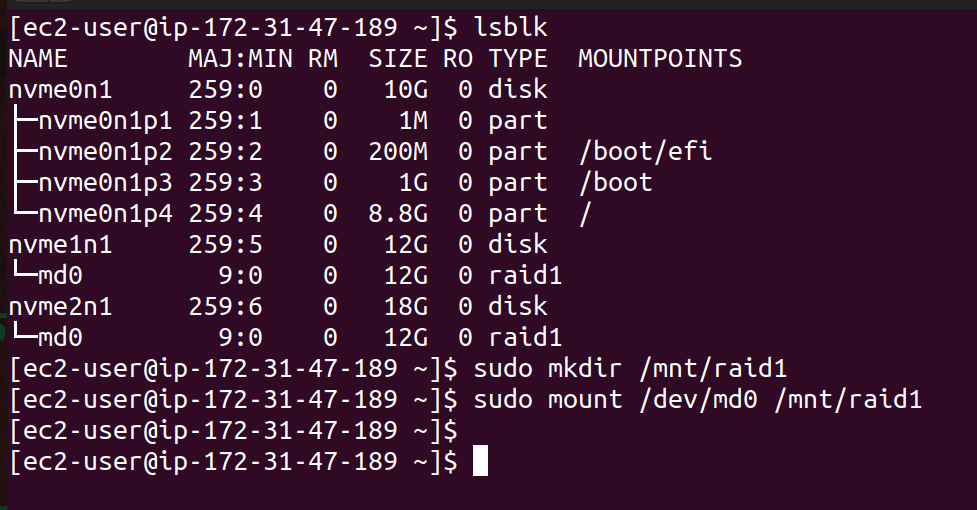 [ec2-user@ip-172-31-47-189 ~]$ lsblk
NAME        MAJ:MIN RM  SIZE RO TYPE  MOUNTPOINTS
nvme0n1     259:0    0   10G  0 disk
├─nvme0n1p1 259:1    0    1M  0 part
├─nvme0n1p2 259:2    0  200M  0 part  /boot/efi
├─nvme0n1p3 259:3    0    1G  0 part  /boot
└─nvme0n1p4 259:4    0  8.8G  0 part  /
nvme1n1     259:5    0   12G  0 disk
└─md0         9:0    0   12G  0 raid1
nvme2n1     259:6    0   18G  0 disk
└─md0         9:0    0   12G  0 raid1
[ec2-user@ip-172-31-47-189 ~]$ sudo mkdir /mnt/raid1
[ec2-user@ip-172-31-47-189 ~]$ sudo mount /dev/md0 /mnt/raid1
[ec2-user@ip-172-31-47-189 ~]$
[ec2-user@ip-172-31-47-189 ~]$